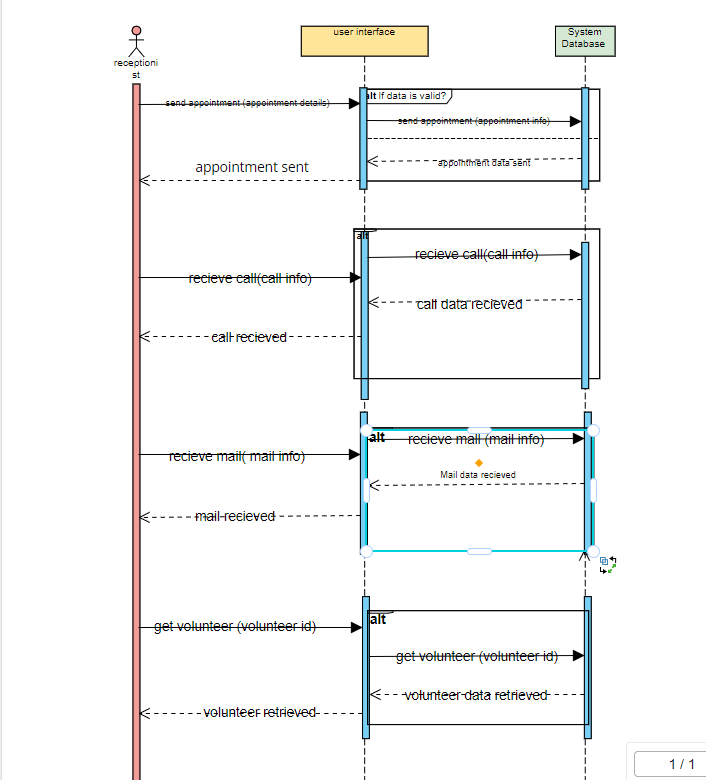 user interface
System
Database
receptioni
st
alt If data is valid?
send appointment (appointment details)
send appointment (appointment info)
appointment data sent
appointment sent
alt
recieve call(call info)
recieve call(call info)
call data recieved
call recieved
alt
recieve mail (mail info)
recieve mail( mail info)
Mail data recieved
mail recieved
alt
get volunteer (volunteer id)
get volunteer (volunteer id)
volunteer data retrieved
volunteer retrieved
1 / 1